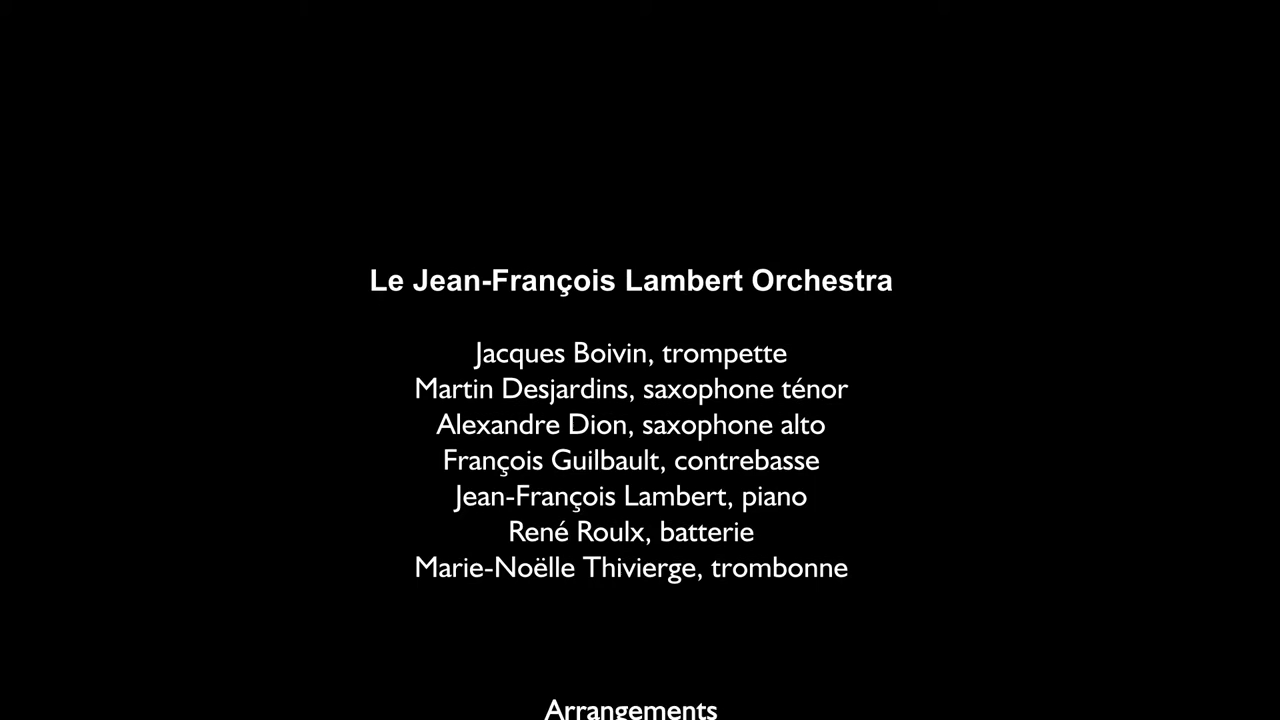 Le Jean-François Lambert Orchestra
Jacques Boivin, trompette
Martin Desjardins, saxophone ténor
Alexandre Dion, saxophone alto
François Guilbault, contrebasse
Jean-François Lambert, piano
René Roulx, batterie
Marie-Noëlle Thivierge, trombonne
Arrangements